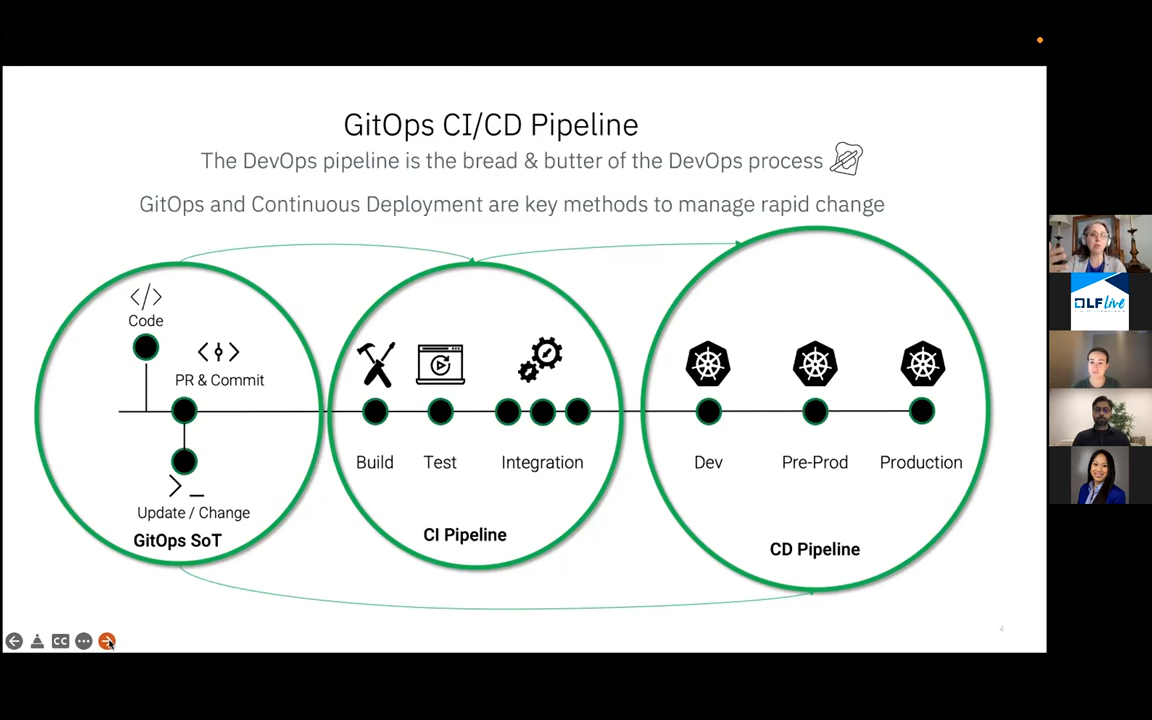 GitOps CI/CD Pipeline
The DevOps pipeline is the bread & butter of the DevOps process
GitOps and Continuous Deployment are key methods to manage rapid change
</>
Code
PR & Commit
Update / Change
GitOps SoT
Build
Test
Integration
CI Pipeline
Dev
Pre-Prod
Production
CD Pipeline
4
CC
LF Live